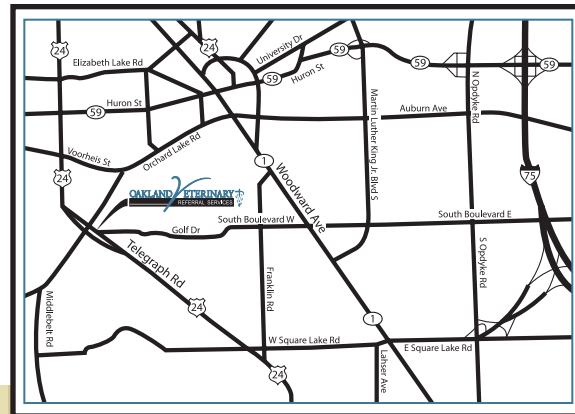 24
24
University Dr
59
Elizabeth Lake Rd
59
Huron St
59
59
N Opdyke Rd
Huron St
59
Martin Luther King Jr. Blvd S
Auburn Ave
Voorheis St
Orchard Lake Rd
1
Woodward Ave
75
24
OAKLAND VETERINARY
REFERRAL SERVICES
South Boulevard W
South Boulevard E
Golf Dr
Telegraph Rd
Franklin Rd
S Opdyke Rd
Middlebelt Rd
24
1
W Square Lake Rd
E Square Lake Rd
Lahser Ave
24